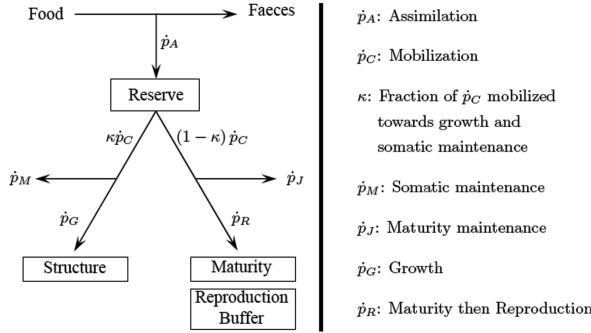 Food
Faeces
ṗ_A
Reserve
κṗ_C
(1 − κ) ṗ_C
ṗ_M
ṗ_J
ṗ_G
ṗ_R
Structure
Maturity
Reproduction
Buffer
ṗ_A: Assimilation
ṗ_C: Mobilization
κ: Fraction of ṗ_C mobilized
towards growth and
somatic maintenance
ṗ_M: Somatic maintenance
ṗ_J: Maturity maintenance
ṗ_G: Growth
ṗ_R: Maturity then Reproduction